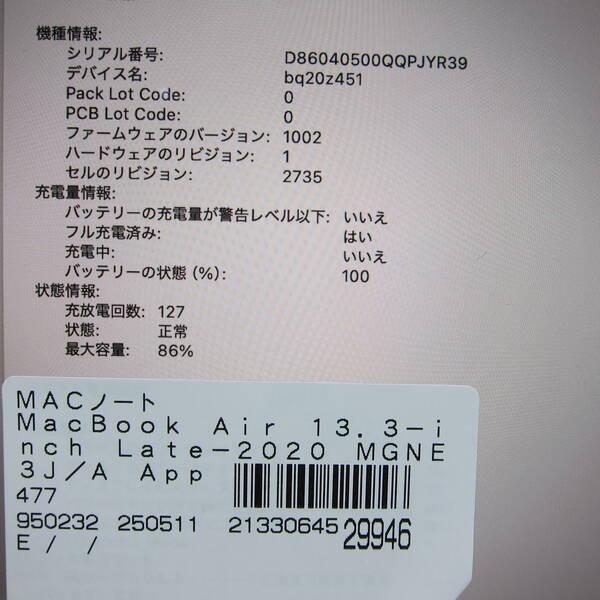 機種情報:
シリアル番号: D86040500QQPJYR39
デバイス名: bq20z451
Pack Lot Code: 0
PCB Lot Code: 0
ファームウェアのバージョン: 1002
ハードウェアのリビジョン: 1
セルのリビジョン: 2735
充電量情報:
バッテリーの充電量が警告レベル以下: いいえ
フル充電済み: はい
充電中: いいえ
バッテリーの状態 (%): 100
状態情報:
充放電回数: 127
状態: 正常
最大容量: 86%
MACノート
MacBook Air 13.3-i
nch Late-2020 MGNE
3J/A App
477
950232 250511 21330645 29946
E / /